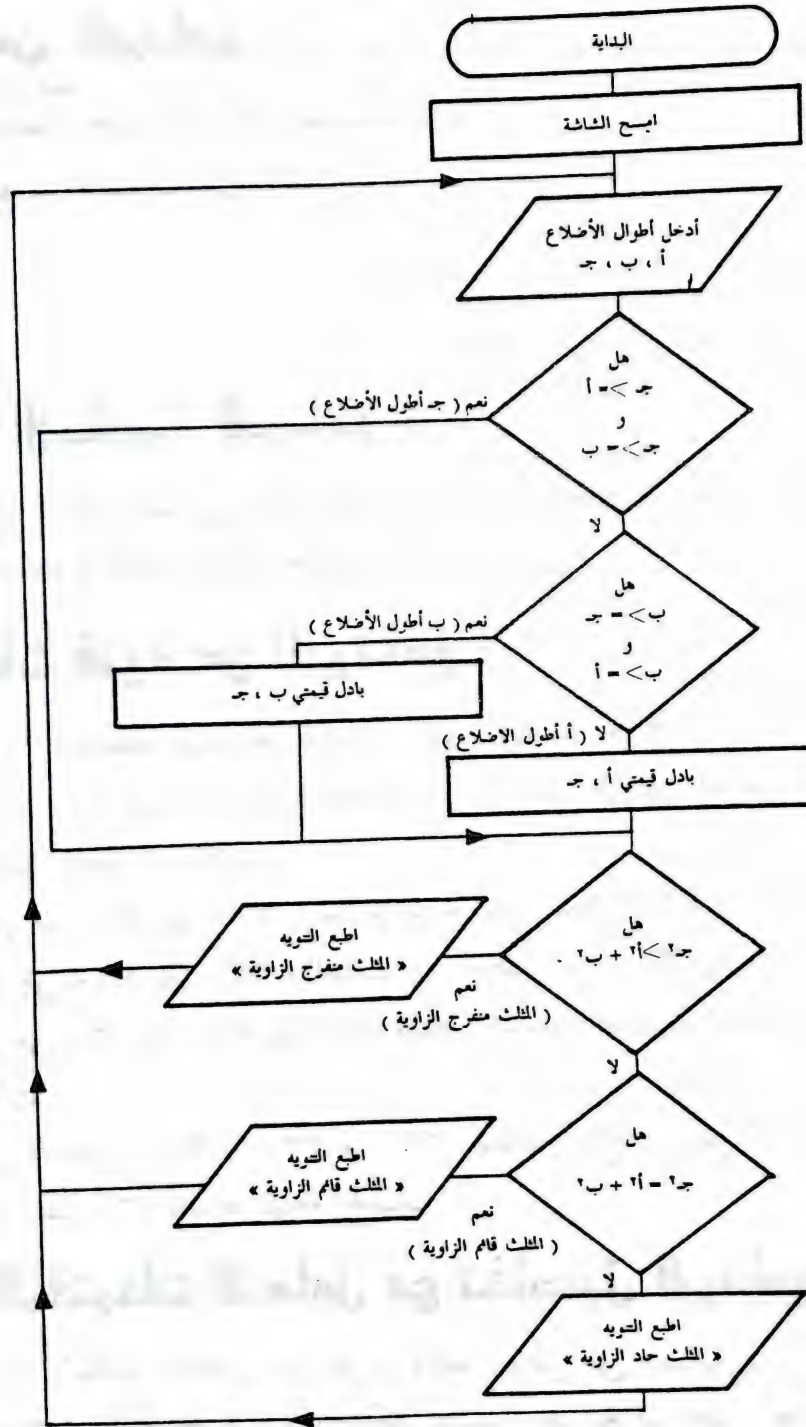 البداية
امسح الشاشة
أدخل أطوال الأضلاع
أ ، ب ، جـ
هل
جـ >= أ
و
جـ >= ب
نعم ( جـ أطول الأضلاع )
لا
هل
ب >= جـ
و
ب >= أ
نعم ( ب أطول الأضلاع )
بادل قيمتي ب ، جـ
لا ( أ أطول الاضلاع )
بادل قيمتي أ ، جـ
هل
جـ٢ > أ٢ + ب٢
نعم
( المثلث منفرج الزاوية )
اطبع التنويه
« المثلث منفرج الزاوية »
لا
هل
جـ٢ = أ٢ + ب٢
نعم
( المثلث قائم الزاوية )
اطبع التنويه
« المثلث قائم الزاوية »
لا
اطبع التنويه
« المثلث حاد الزاوية »